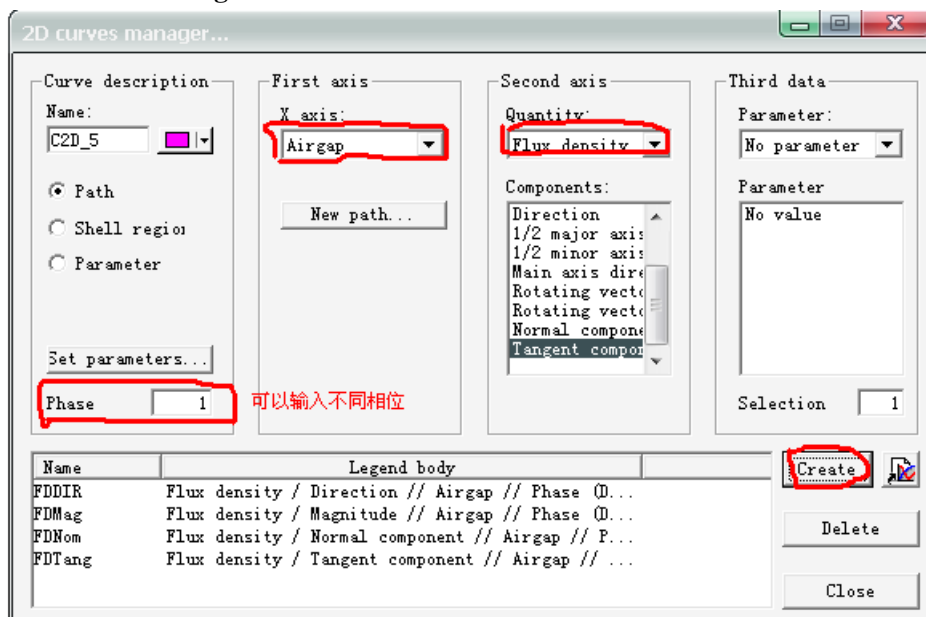 2D curves manager...
Curve description
Name:
C2D_5
Path
Shell region
Parameter
Set parameters...
Phase 1
可以输入不同相位
First axis
X axis:
Airgap
New path...
Second axis
Quantity:
Flux density
Components:
Direction
1/2 major axis
1/2 minor axis
Main axis dire
Rotating vecto
Rotating vecto
Normal compone
Tangent compor
Third data
Parameter:
No parameter
Parameter
No value
Selection 1
Name Legend body
FDDIR Flux density / Direction // Airgap // Phase (D...
FDMag Flux density / Magnitude // Airgap // Phase (D...
FDNom Flux density / Normal component // Airgap // P...
FDTang Flux density / Tangent component // Airgap // ...
Create
Delete
Close